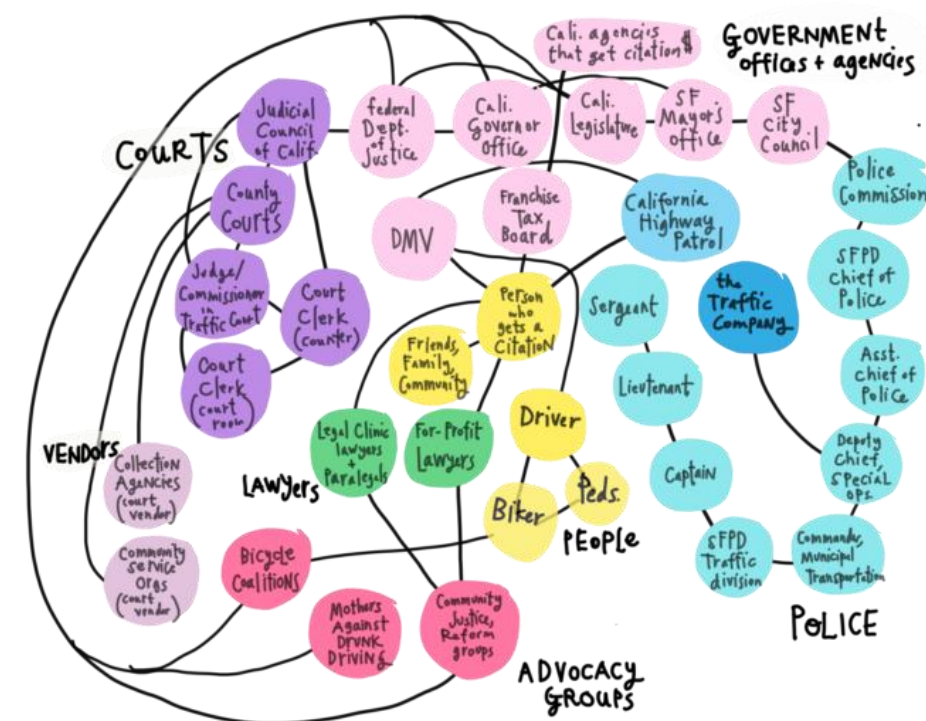 Cali. agencies
that get citation $
GOVERNMENT
offices + agencies
Judicial
Council
of Calif.
federal
Dept.
of
Justice
Cali.
Governor
Office
Cali.
Legislature
SF
Mayor's
Office
SF
City
Council
COURTS
County
Courts
Police
Commission
DMV
Franchise
Tax
Board
California
Highway
Patrol
Judge/
Commissioner
in
Traffic Court
Court
Clerk
(counter)
Person
who
gets a
Citation
Sergeant
the
Traffic
Company
SFPD
Chief of
Police
Friends,
Family,
Community
Court
Clerk
(court
room)
Lieutenant
Asst.
Chief of
Police
Driver
VENDORS
Collection
Agencies
(court
vendor)
LAWYERS
Legal Clinic
lawyers
+
Paralegals
For-Profit
Lawyers
Captain
Deputy
Chief,
Special
ops.
Biker
Peds.
PEOPLE
Community
Service
Orgs
(court
vendor)
Bicycle
Coalitions
SFPD
Traffic
division
Commander,
Municipal
Transportation
POLICE
Mothers
Against
Drunk
Driving
Community
Justice,
Reform
groups
ADVOCACY
GROUPS